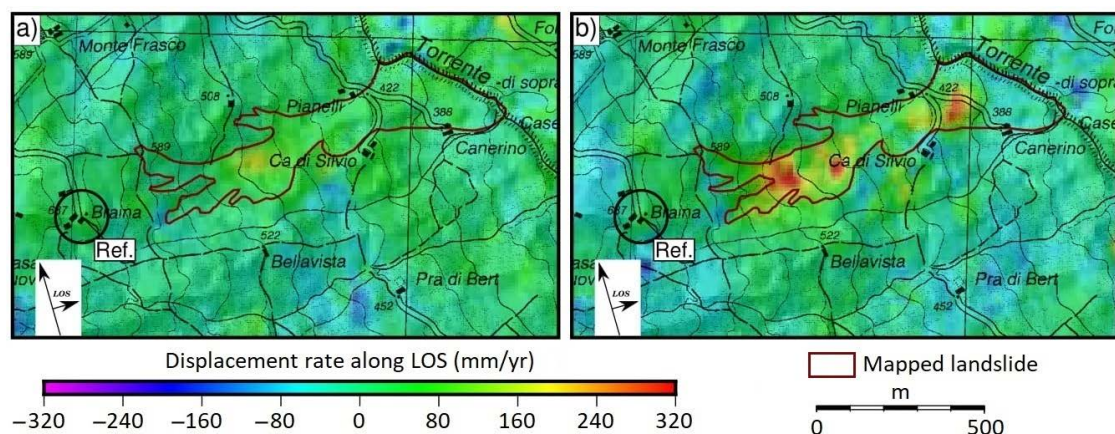 a)
Monte Frasco
589
508
Pianelli
422
Torrente
-di sopra
388
Canerino
589
Ca di Silvio
Braina
Ref.
522
Bellavista
Pra di Bert
452
LOS
b)
Monte Frasco
589
508
Pianelli
422
Torrente
-di sopra
388
Canerino
589
Ca di Silvio
Braina
Ref.
522
Bellavista
Pra di Bert
452
LOS
Displacement rate along LOS (mm/yr)
−320 −240 −160 −80 0 80 160 240 320
Mapped landslide
m
0 500